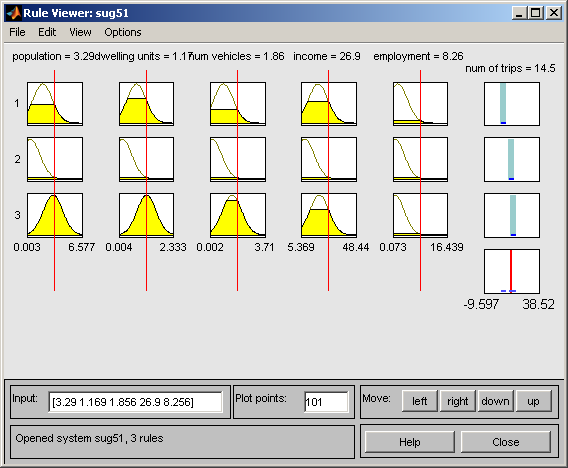 Rule Viewer: sug51
File Edit View Options
population = 3.29 dwelling units = 1.17 num vehicles = 1.86 income = 26.9 employment = 8.26
num of trips = 14.5
1
2
3
0.003 6.577 0.004 2.333 0.002 3.71 5.369 48.44 0.073 16.439
-9.597 38.52
Input: [3.29 1.169 1.856 26.9 8.256] Plot points: 101 Move: left right down up
Opened system sug51, 3 rules Help Close